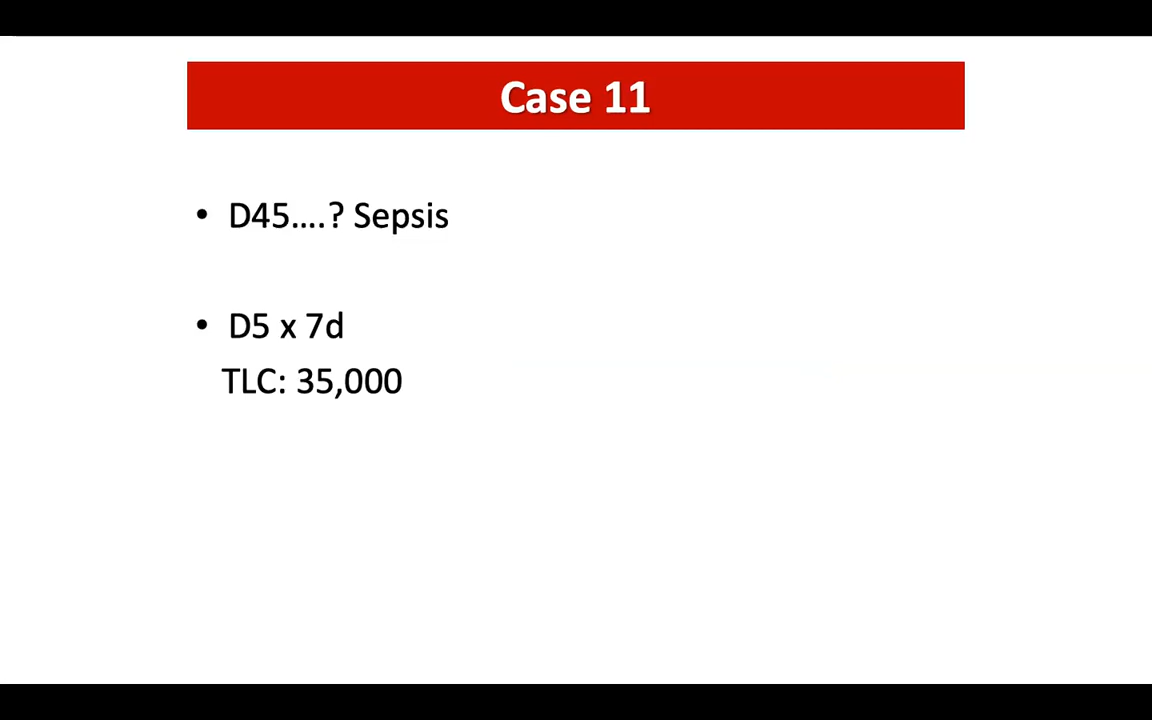 Case 11
• D45....? Sepsis
• D5 x 7d
TLC: 35,000